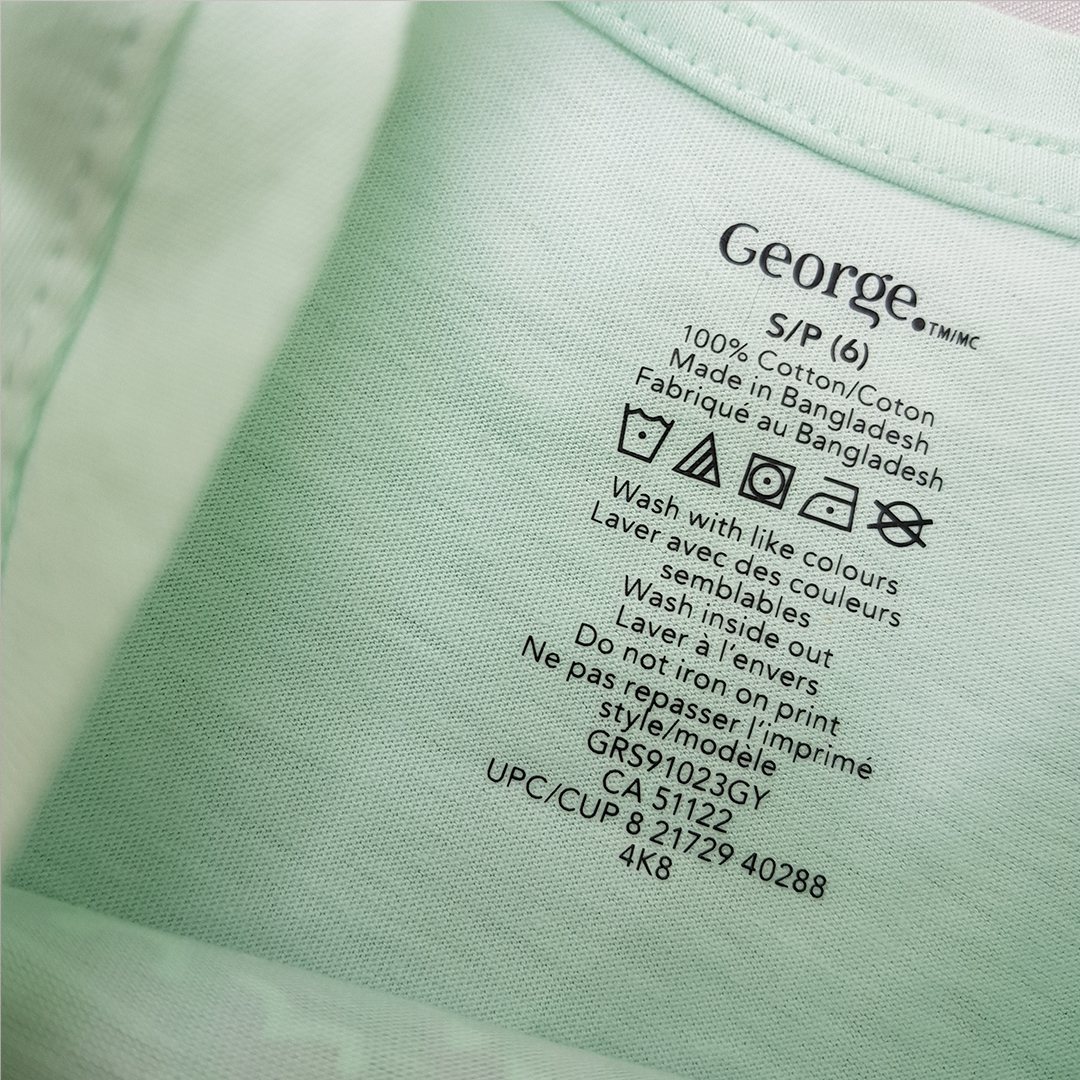 George.TM/MC
S/P (6)
100% Cotton/Coton
Made in Bangladesh
Fabriqué au Bangladesh
Wash with like colours
Laver avec des couleurs
semblables
Wash inside out
Laver à l'envers
Do not iron on print
Ne pas repasser l'imprimé
style/modèle
GRS91023GY
CA 51122
UPC/CUP 8 21729 40288
4K8